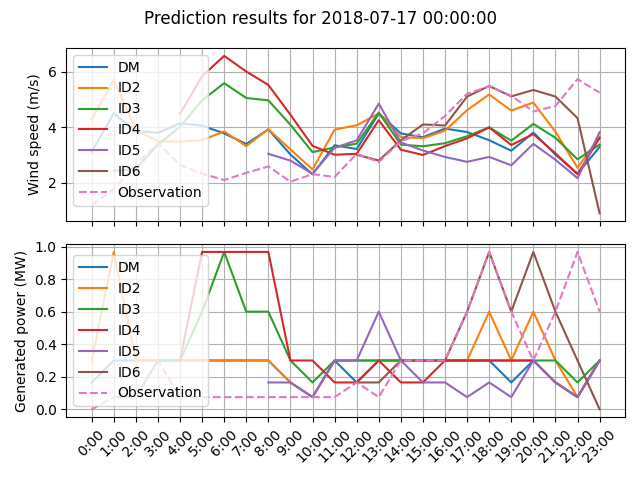 Prediction results for 2018-07-17 00:00:00
Wind speed (m/s)
6
4
2
DM
ID2
ID3
ID4
ID5
ID6
Observation
Generated power (MW)
1.0
0.8
0.6
0.4
0.2
0.0
DM
ID2
ID3
ID4
ID5
ID6
Observation
0:00 1:00 2:00 3:00 4:00 5:00 6:00 7:00 8:00 9:00 10:00 11:00 12:00 13:00 14:00 15:00 16:00 17:00 18:00 19:00 20:00 21:00 22:00 23:00